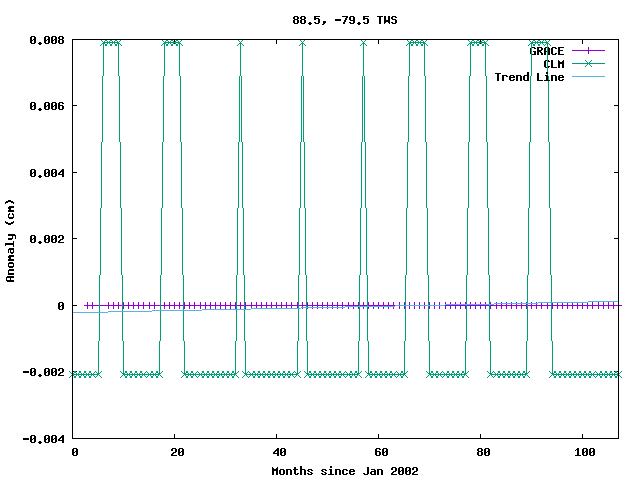 88.5, -79.5 TWS
GRACE
CLM
Trend Line
0.008
0.006
0.004
0.002
0
-0.002
-0.004
Anomaly (cm)
0 20 40 60 80 100
Months since Jan 2002